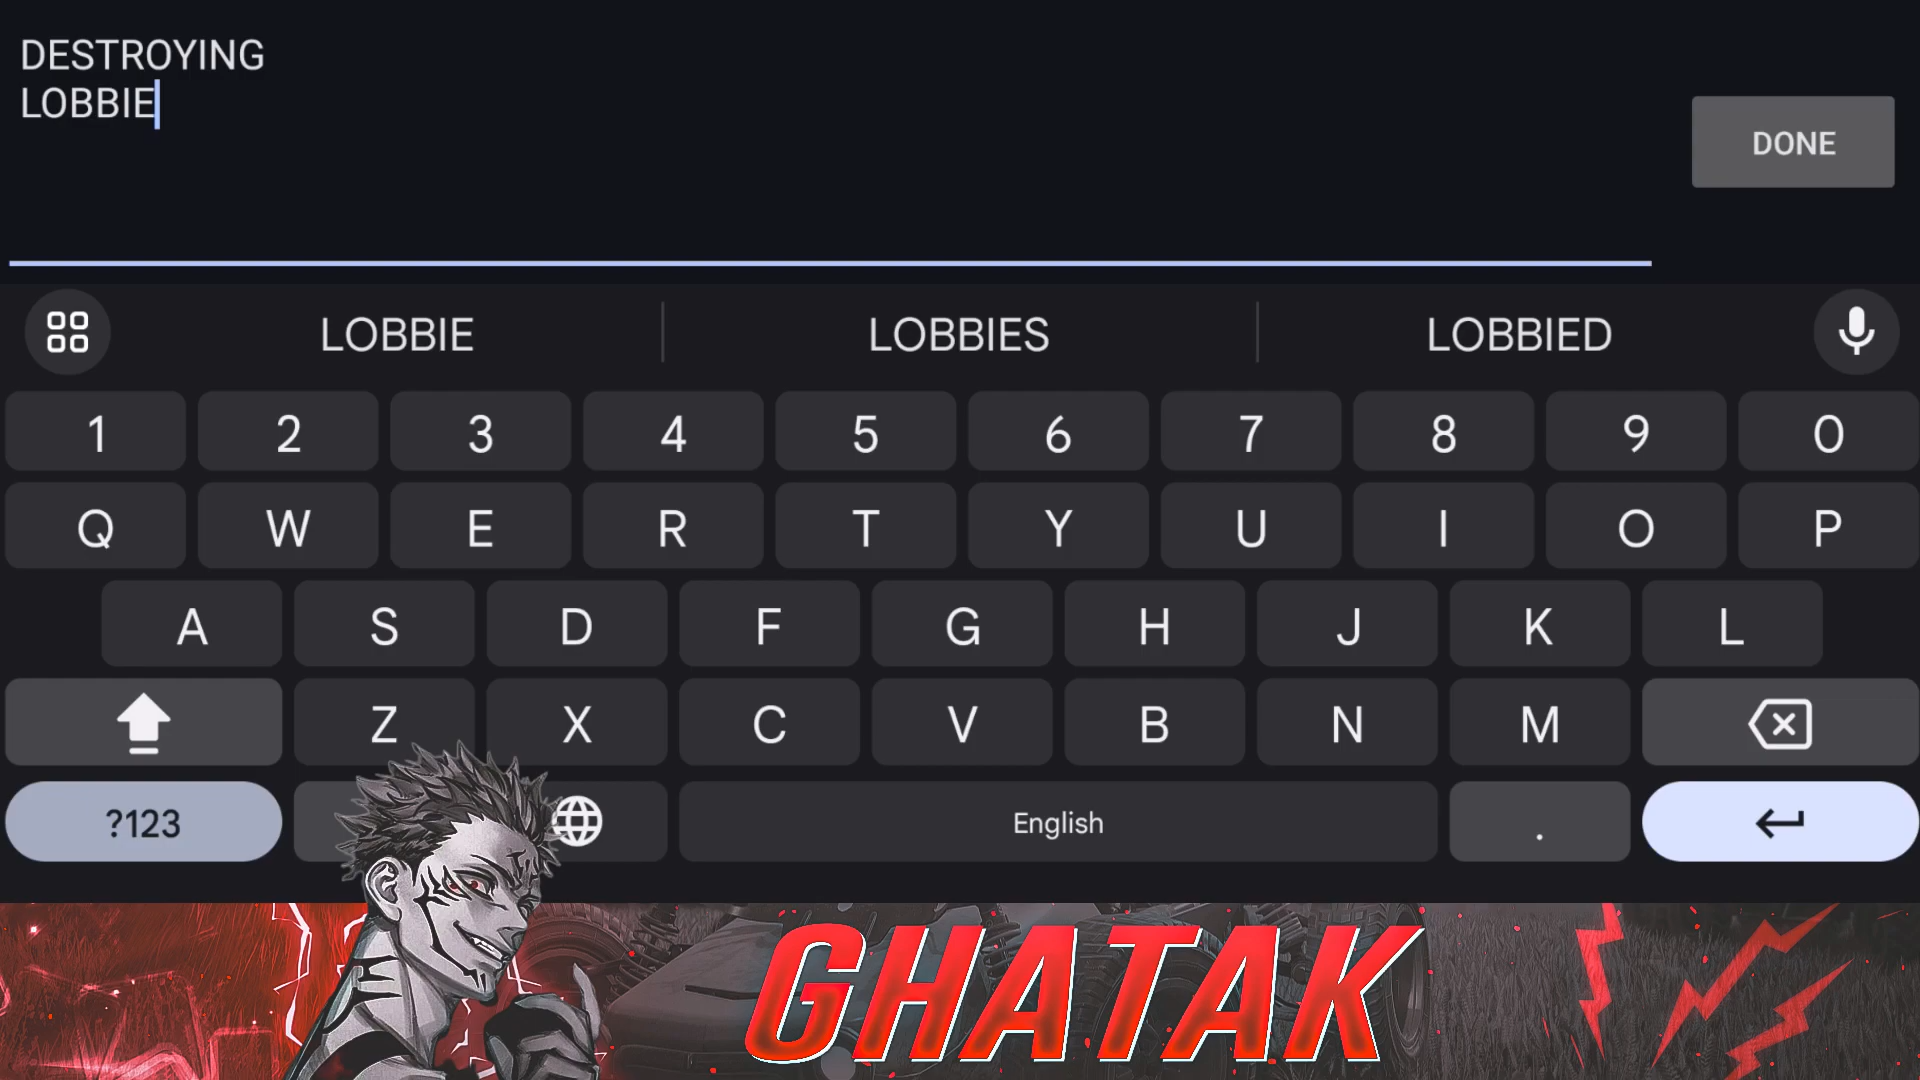 DESTROYING
LOBBIE
DONE
LOBBIE LOBBIES LOBBIED
1 2 3 4 5 6 7 8 9 0
Q W E R T Y U I O P
A S D F G H J K L
Z X C V B N M
?123 English .
GHATAK